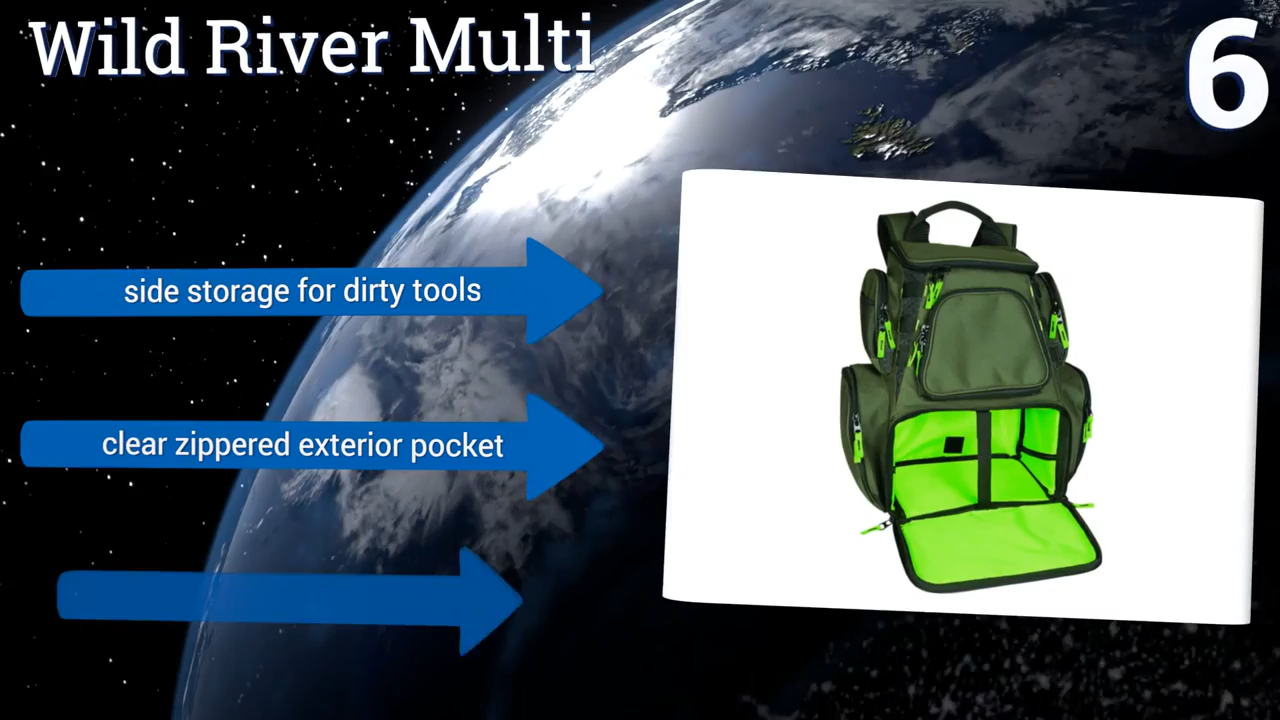 Wild River Multi
6
side storage for dirty tools
clear zippered exterior pocket